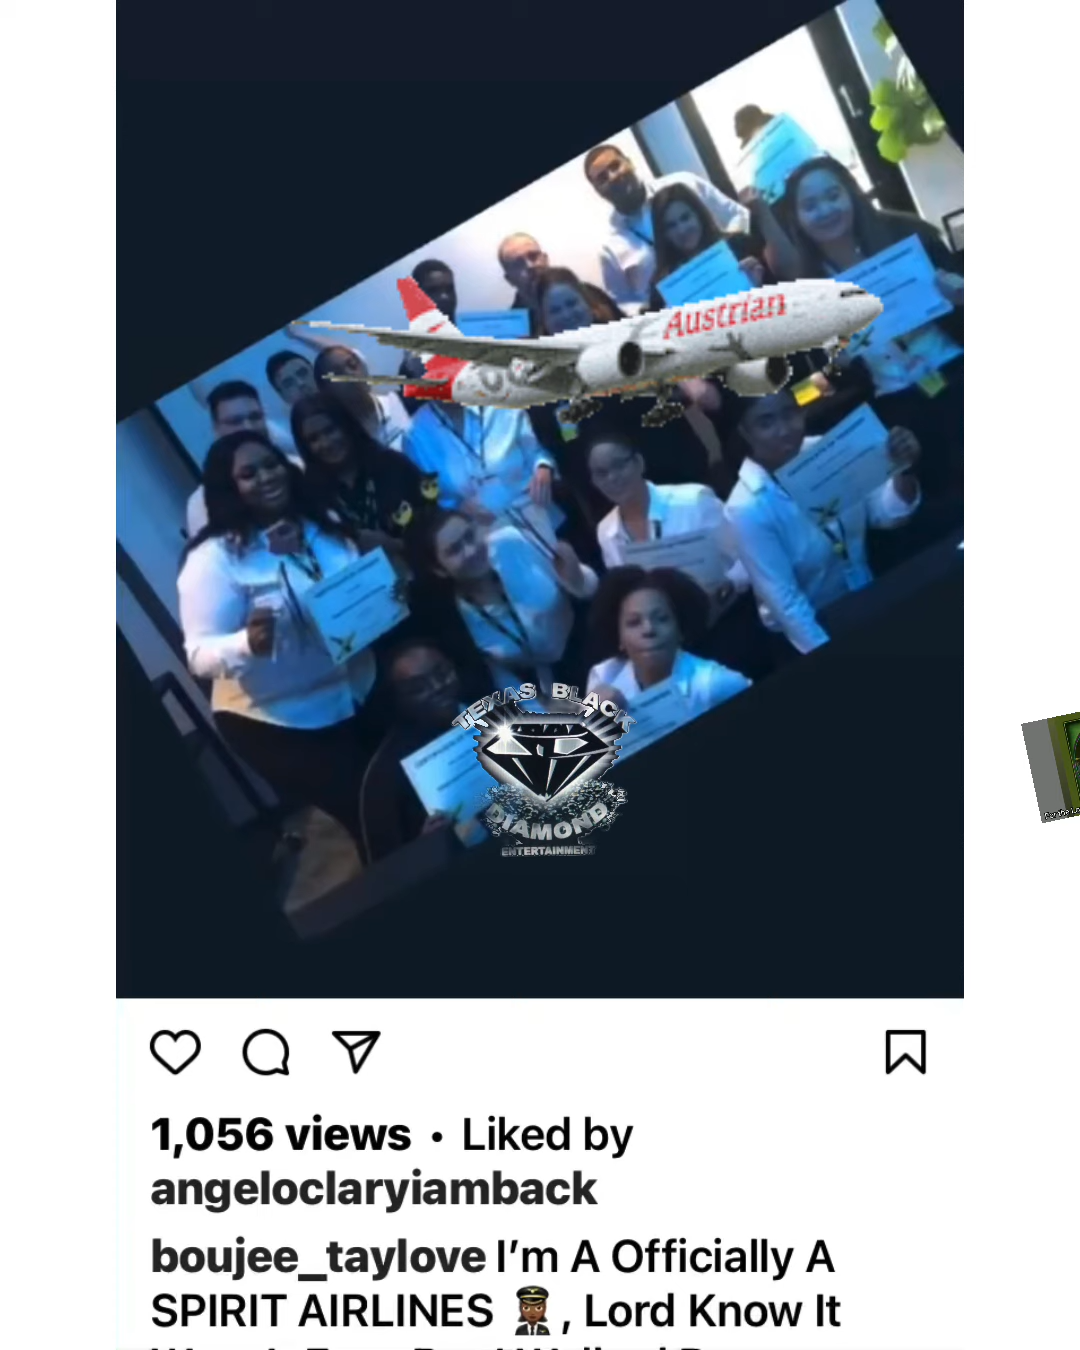 Austrian
TEXAS BLACK
DIAMOND
ENTERTAINMENT
1,056 views • Liked by
angeloclaryiamback
boujee_taylove I’m A Officially A
SPIRIT AIRLINES 👩🏾‍✈️, Lord Know It